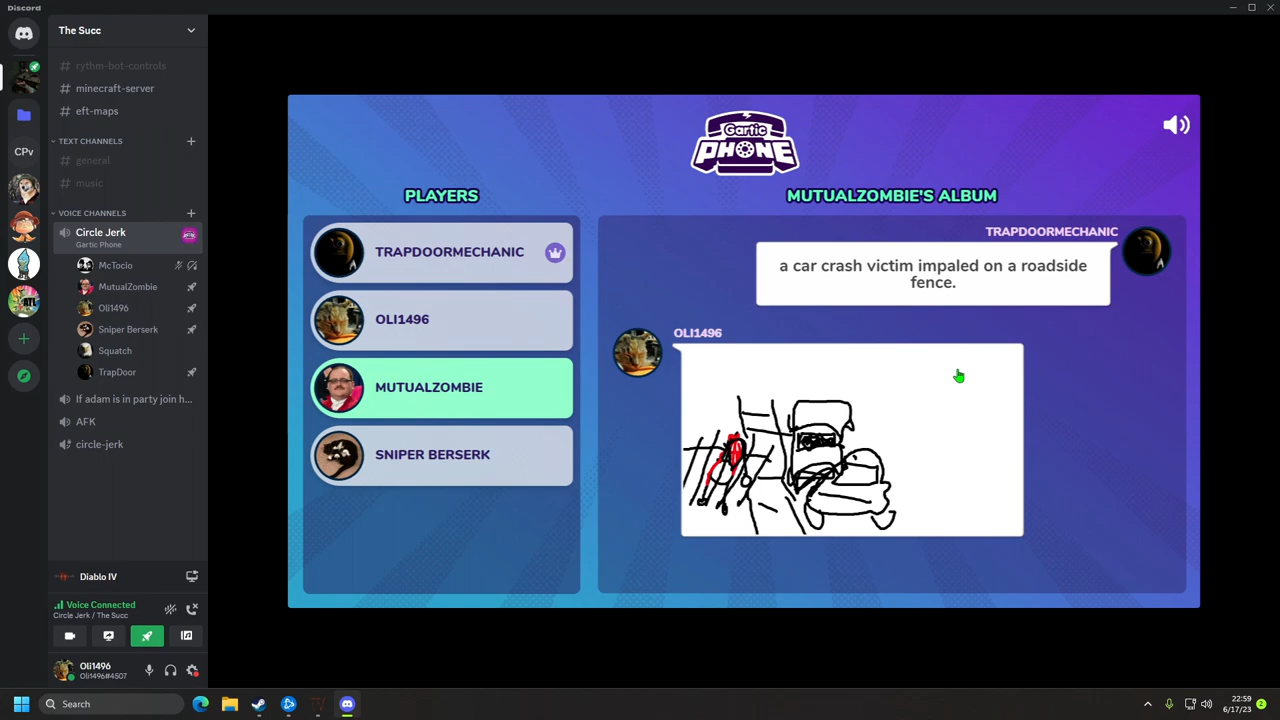 Discord
The Succ
rythm-bot-controls
minecraft-server
eft-maps
TEXT CHANNELS
general
music
VOICE CHANNELS
Circle Jerk
Gartic Phone
McTocio
MutualZombie
Oli1496
Sniper Berserk
Squatch
TrapDoor
If adam is in party join h...
AFK
circle-jerk
CPv
Diablo IV
Voice Connected
Circle Jerk / The Succ
Oli1496
Oli1496#4507
Gartic
PHONE
PLAYERS
TRAPDOORMECHANIC
OLI1496
MUTUALZOMBIE
SNIPER BERSERK
MUTUALZOMBIE'S ALBUM
TRAPDOORMECHANIC
a car crash victim impaled on a roadside
fence.
OLI1496
Search
22:59
6/17/23
2